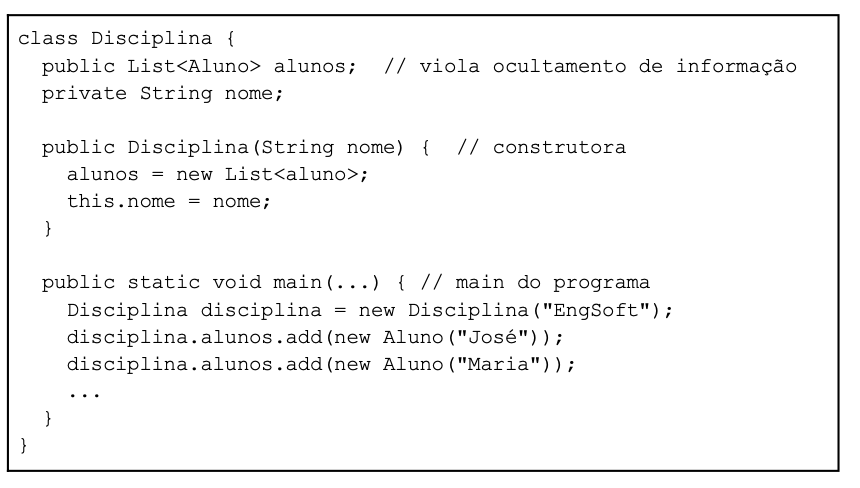 class Disciplina {
  public List<Aluno> alunos;  // viola ocultamento de informação
  private String nome;

  public Disciplina(String nome) {  // construtora
    alunos = new List<aluno>;
    this.nome = nome;
  }

  public static void main(...) { // main do programa
    Disciplina disciplina = new Disciplina("EngSoft");
    disciplina.alunos.add(new Aluno("José"));
    disciplina.alunos.add(new Aluno("Maria"));
    ...
  }
}